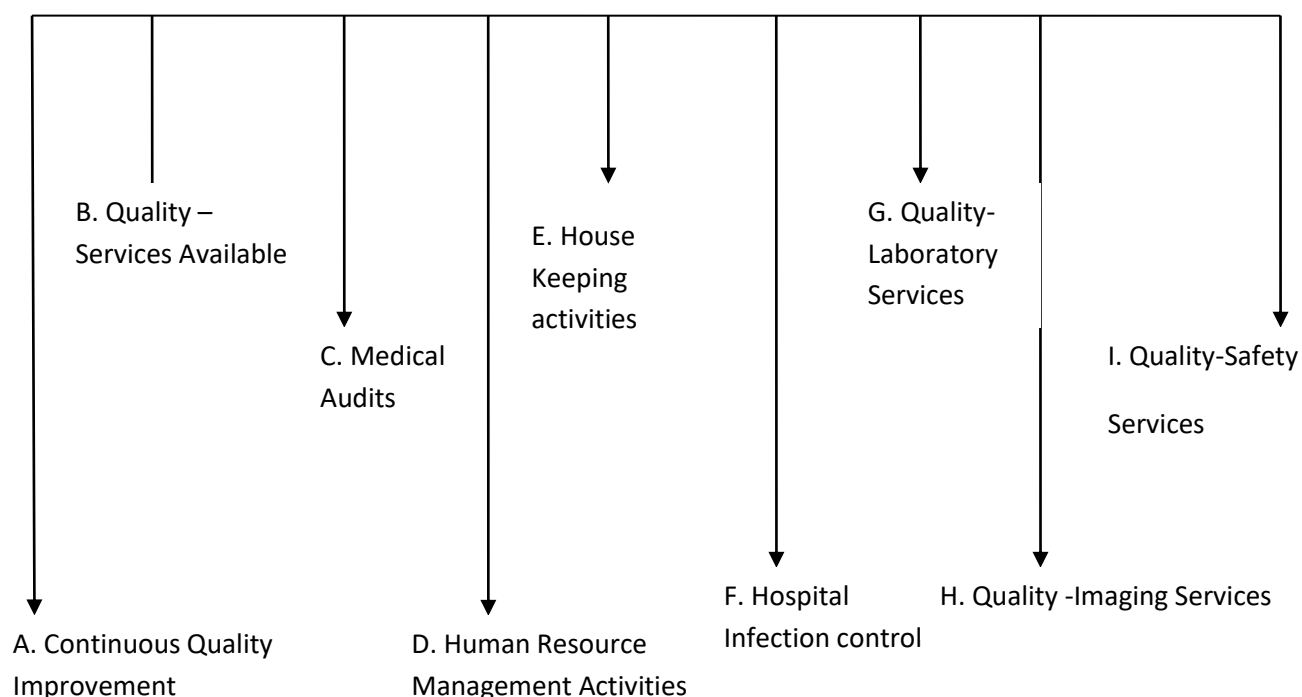 B. Quality –
Services Available
E. House
Keeping
activities
G. Quality-
Laboratory
Services
C. Medical
Audits
I. Quality-Safety
Services
F. Hospital
Infection control
H. Quality -Imaging Services
A. Continuous Quality
Improvement
D. Human Resource
Management Activities